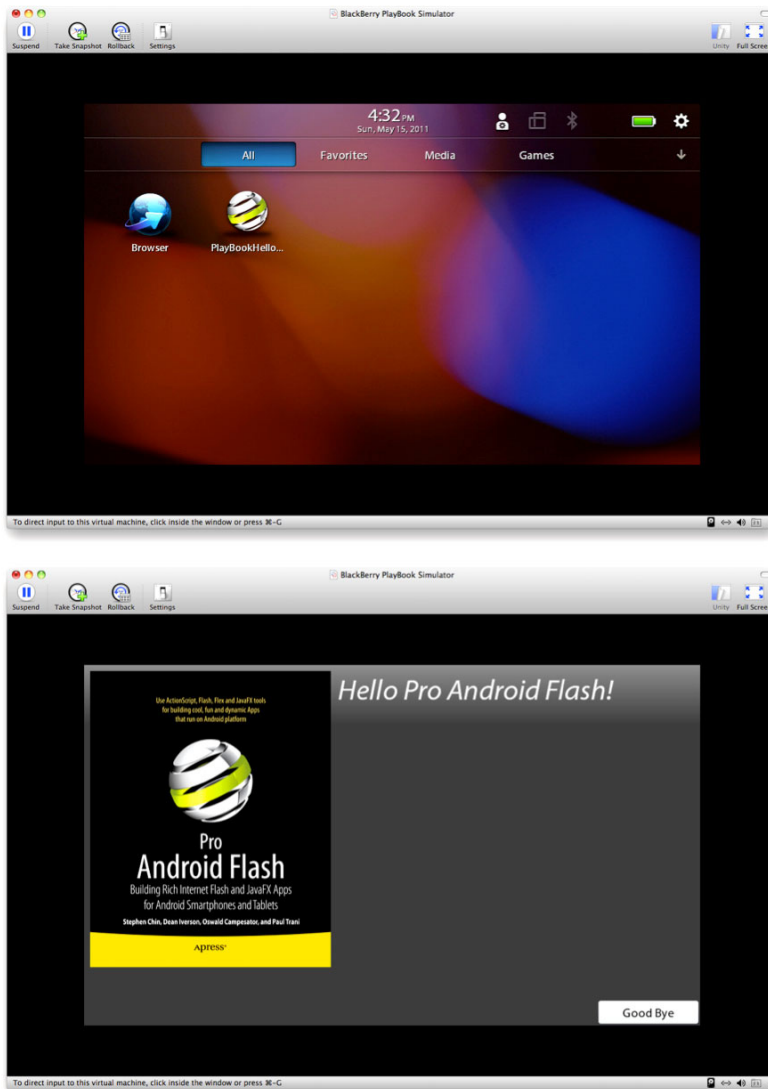 BlackBerry PlayBook Simulator
Suspend Take Snapshot Rollback Settings
Unity Full Scree
4:32 PM
Sun, May 15, 2011
All Favorites Media Games
Browser PlayBookHello...
To direct input to this virtual machine, click inside the window or press ⌘-G
BlackBerry PlayBook Simulator
Suspend Take Snapshot Rollback Settings
Unity Full Scree
Hello Pro Android Flash!
Use ActionScript, Flash, Flex and JavaFX tools
for building cool, fun and dynamic Apps
that run on Android platform
Pro
Android Flash
Building Rich Internet Flash and JavaFX Apps
for Android Smartphones and Tablets
Stephen Chin, Dean Iverson, Oswald Campesator, and Paul Trani
Apress®
Good Bye
To direct input to this virtual machine, click inside the window or press ⌘-G